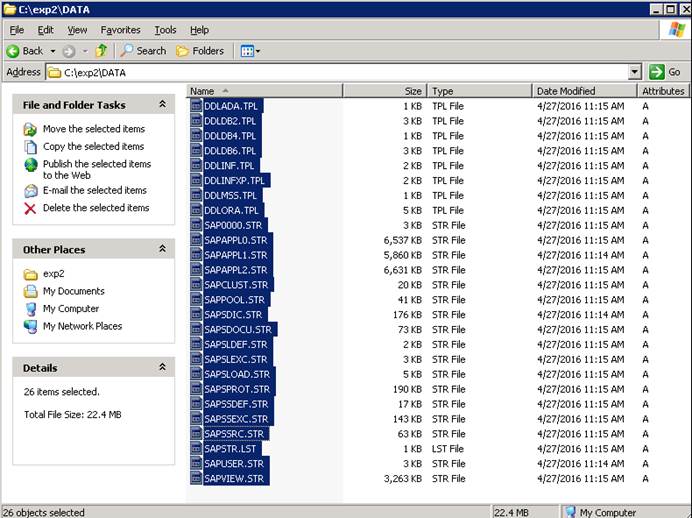 C:\exp2\DATA
File Edit View Favorites Tools Help
Back Search Folders
Address C:\exp2\DATA Go
File and Folder Tasks
Move the selected items
Copy the selected items
Publish the selected items
to the Web
E-mail the selected items
Delete the selected items
Other Places
exp2
My Documents
My Computer
My Network Places
Details
26 items selected.
Total File Size: 22.4 MB
Name Size Type Date Modified Attributes
DDLADA.TPL 1 KB TPL File 4/27/2016 11:15 AM A
DDLDB2.TPL 3 KB TPL File 4/27/2016 11:15 AM A
DDLDB4.TPL 1 KB TPL File 4/27/2016 11:15 AM A
DDLDB6.TPL 3 KB TPL File 4/27/2016 11:15 AM A
DDLINF.TPL 2 KB TPL File 4/27/2016 11:15 AM A
DDLINFXP.TPL 2 KB TPL File 4/27/2016 11:15 AM A
DDLMSS.TPL 1 KB TPL File 4/27/2016 11:15 AM A
DDLORA.TPL 5 KB TPL File 4/27/2016 11:15 AM A
SAP0000.STR 3 KB STR File 4/27/2016 11:15 AM A
SAPAPPL0.STR 6,537 KB STR File 4/27/2016 11:15 AM A
SAPAPPL1.STR 5,860 KB STR File 4/27/2016 11:14 AM A
SAPAPPL2.STR 6,631 KB STR File 4/27/2016 11:15 AM A
SAPCLUST.STR 20 KB STR File 4/27/2016 11:15 AM A
SAPPOOL.STR 41 KB STR File 4/27/2016 11:15 AM A
SAPSDIC.STR 176 KB STR File 4/27/2016 11:14 AM A
SAPSDOCU.STR 73 KB STR File 4/27/2016 11:15 AM A
SAPSLDEF.STR 2 KB STR File 4/27/2016 11:15 AM A
SAPSLEXC.STR 3 KB STR File 4/27/2016 11:15 AM A
SAPSLOAD.STR 5 KB STR File 4/27/2016 11:15 AM A
SAPSPROT.STR 190 KB STR File 4/27/2016 11:15 AM A
SAPSSDEF.STR 17 KB STR File 4/27/2016 11:15 AM A
SAPSSEXC.STR 143 KB STR File 4/27/2016 11:15 AM A
SAPSSRC.STR 63 KB STR File 4/27/2016 11:15 AM A
SAPSTR.LST 1 KB LST File 4/27/2016 11:15 AM A
SAPUSER.STR 3 KB STR File 4/27/2016 11:14 AM A
SAPVIEW.STR 3,263 KB STR File 4/27/2016 11:15 AM A
26 objects selected 22.4 MB My Computer